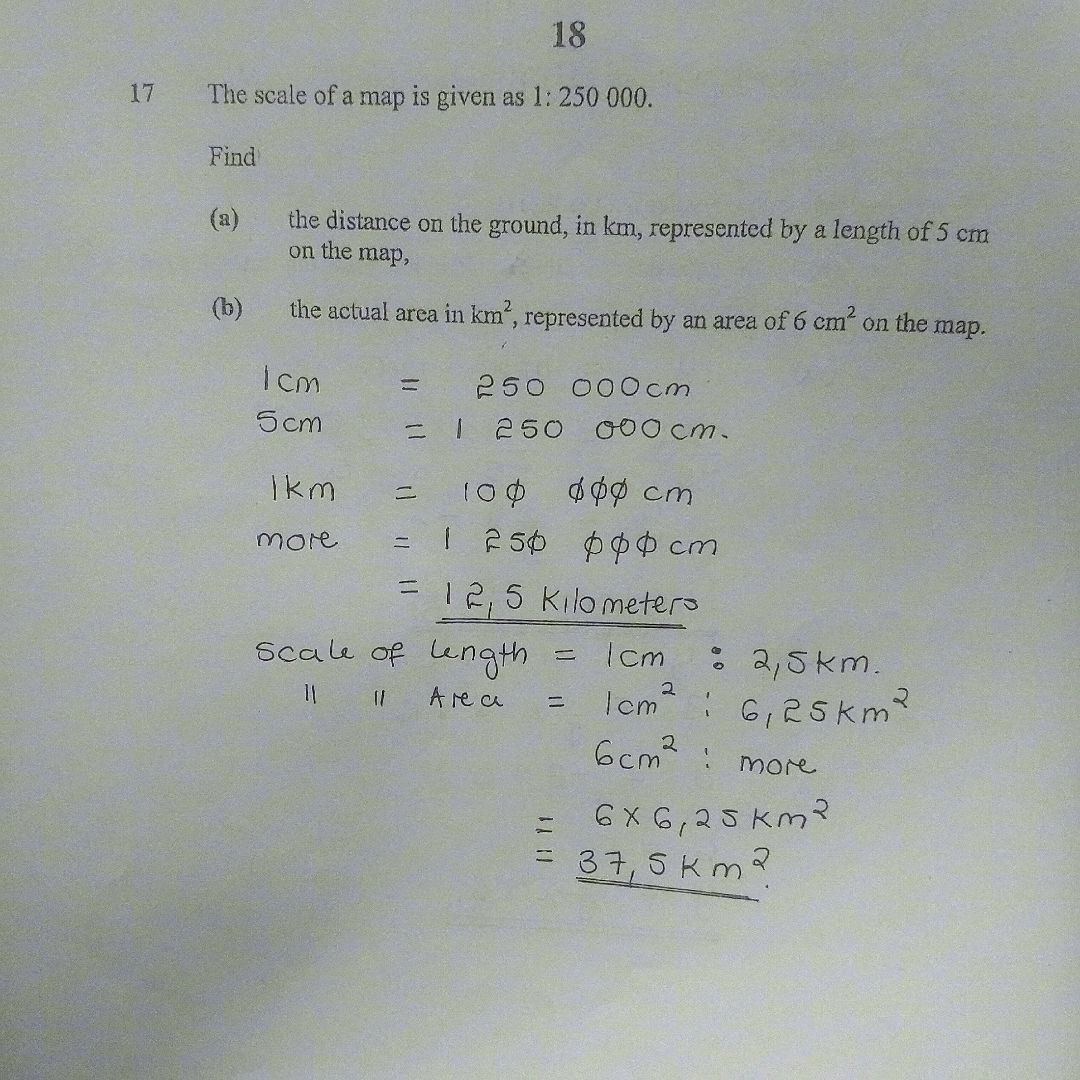 18
17 The scale of a map is given as 1: 250 000.
Find
(a) the distance on the ground, in km, represented by a length of 5 cm
on the map,
(b) the actual area in km², represented by an area of 6 cm² on the map.
1cm = 250 000cm
5cm = 1 250 000cm.
1km = 100 000 cm
more = 1 250 000 cm
= 12,5 Kilometers
Scale of length = 1cm : 2,5km.
" " Area = 1cm² : 6,25km²
6cm² : more
= 6 x 6,25 km²
= 37,5 km².